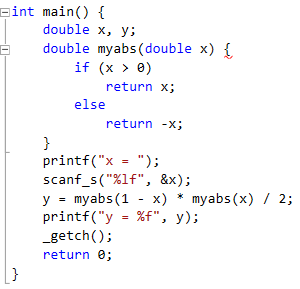 int main() {
    double x, y;
    double myabs(double x) {
        if (x > 0)
            return x;
        else
            return -x;
    }
    printf("x = ");
    scanf_s("%lf", &x);
    y = myabs(1 - x) * myabs(x) / 2;
    printf("y = %f", y);
    _getch();
    return 0;
}